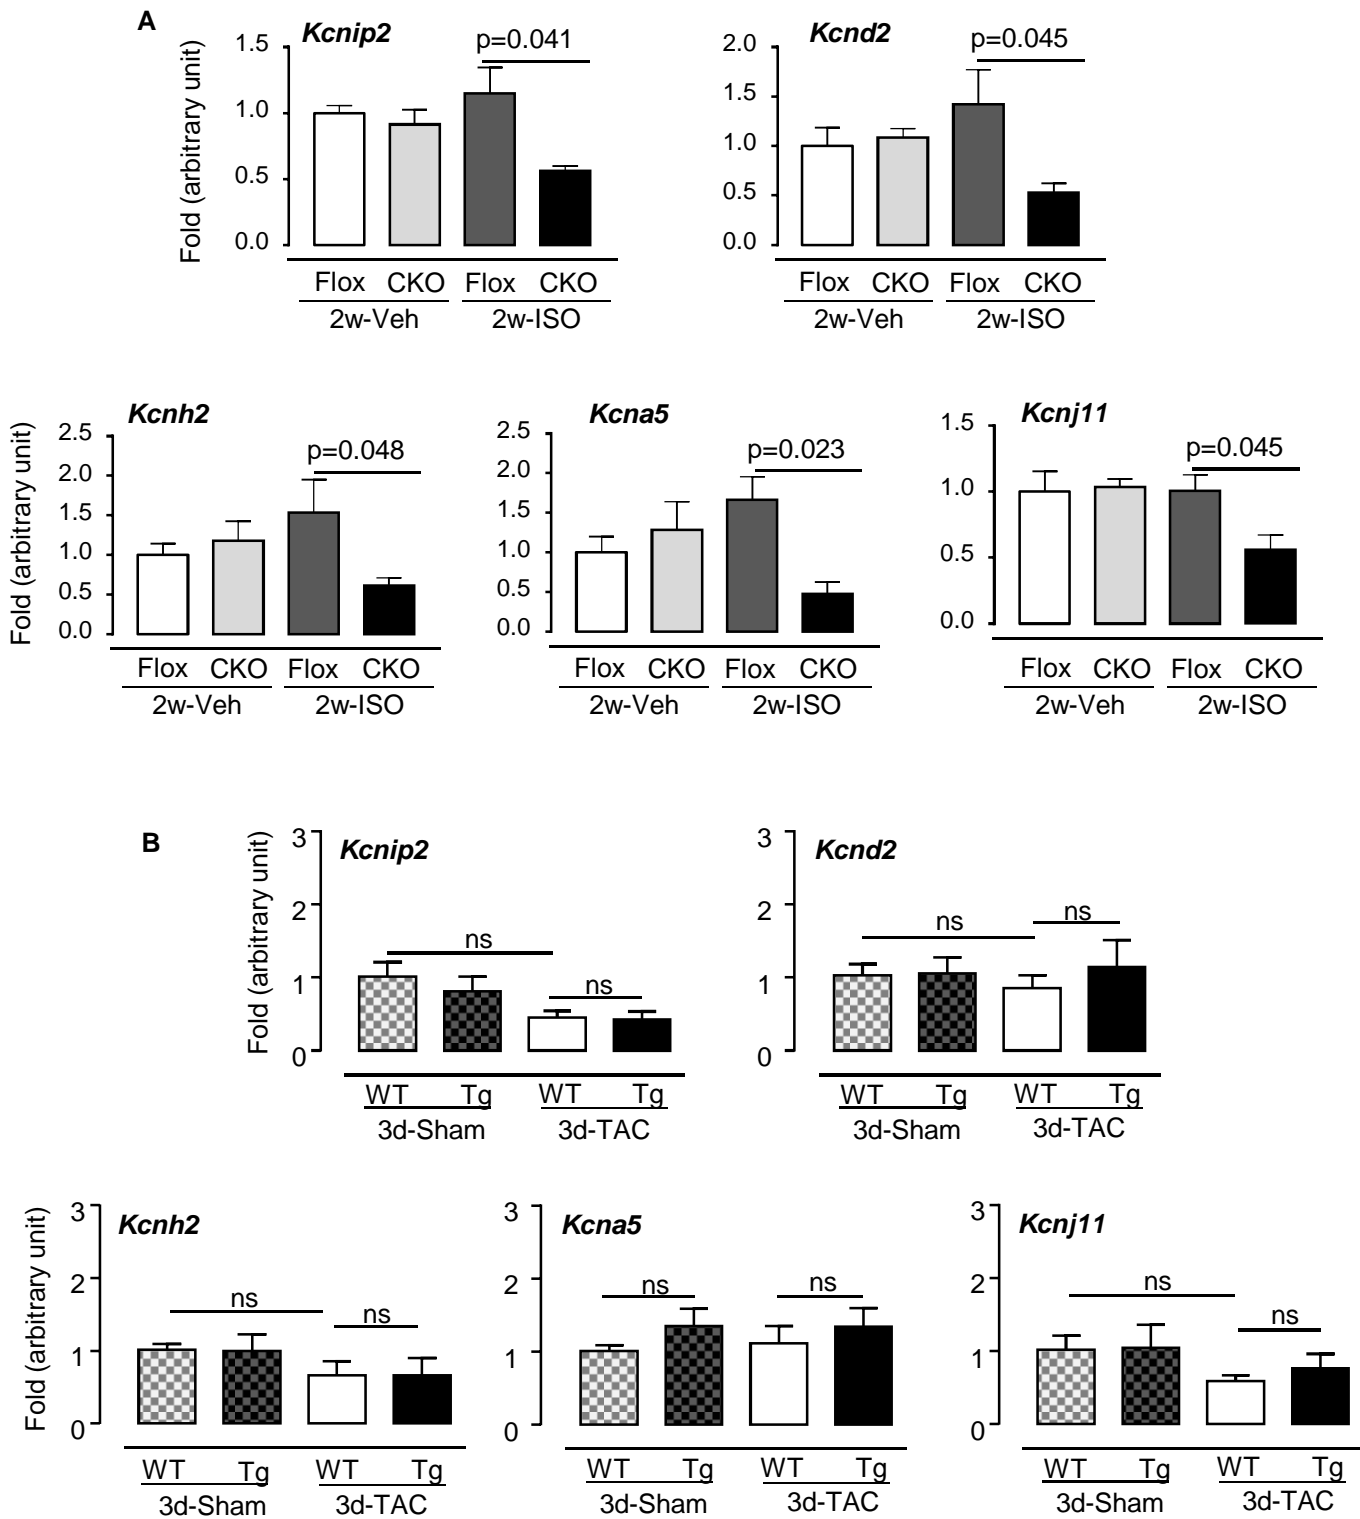 A
Kcnip2
Fold (arbitrary unit)
1.5
1.0
0.5
0.0
p=0.041
Flox CKO Flox CKO
2w-Veh 2w-ISO
Kcnd2
2.0
1.5
1.0
0.5
0.0
p=0.045
Flox CKO Flox CKO
2w-Veh 2w-ISO
Kcnh2
Fold (arbitrary unit)
2.5
2.0
1.5
1.0
0.5
0.0
p=0.048
Flox CKO Flox CKO
2w-Veh 2w-ISO
Kcna5
2.5
2.0
1.5
1.0
0.5
0.0
p=0.023
Flox CKO Flox CKO
2w-Veh 2w-ISO
Kcnj11
1.5
1.0
0.5
0.0
p=0.045
Flox CKO Flox CKO
2w-Veh 2w-ISO
B
Kcnip2
Fold (arbitrary unit)
3
2
1
0
ns
ns
WT Tg WT Tg
3d-Sham 3d-TAC
Kcnd2
3
2
1
0
ns
ns
WT Tg WT Tg
3d-Sham 3d-TAC
Kcnh2
Fold (arbitrary unit)
3
2
1
0
ns
ns
WT Tg WT Tg
3d-Sham 3d-TAC
Kcna5
3
2
1
0
ns
ns
WT Tg WT Tg
3d-Sham 3d-TAC
Kcnj11
3
2
1
0
ns
ns
WT Tg WT Tg
3d-Sham 3d-TAC